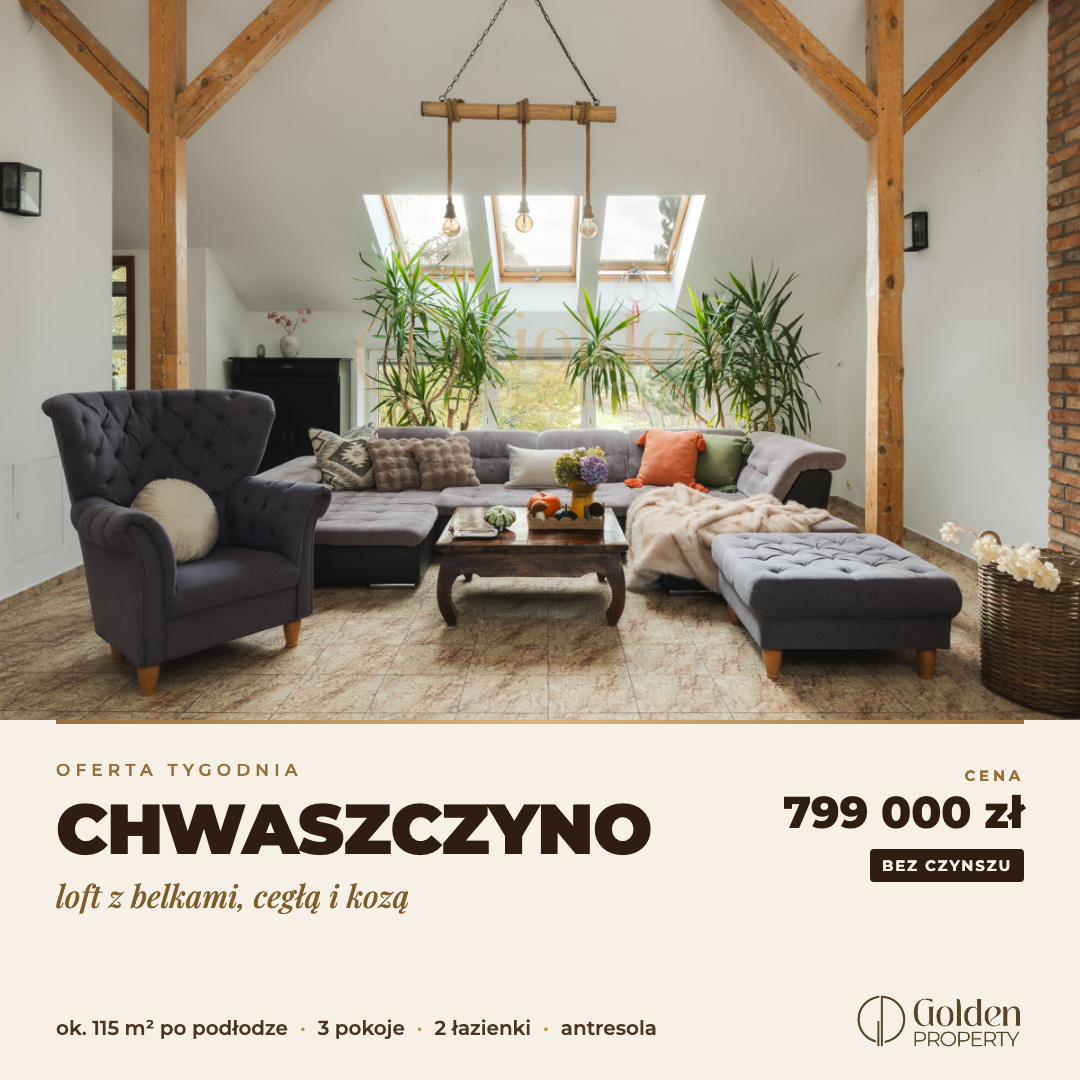 Golden
OFERTA TYGODNIA
CHWASZCZYNO
loft z belkami, cegłą i kozą
CENA
799 000 zł
BEZ CZYNSZU
ok. 115 m² po podłodze · 3 pokoje · 2 łazienki · antresola
Golden
PROPERTY